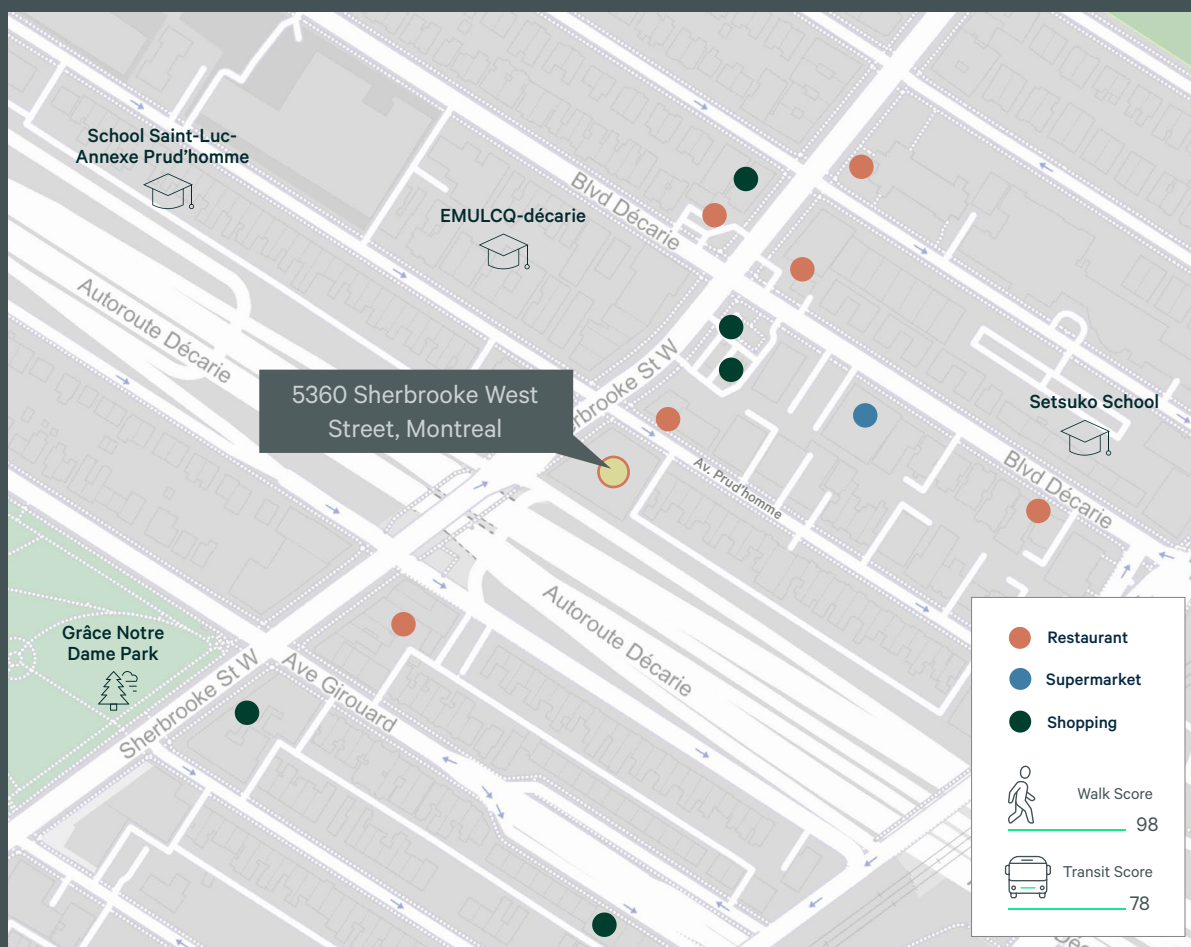 School Saint-Luc-
Annexe Prud'homme
EMULCQ-décarie
Blvd Décarie
Autoroute Décarie
5360 Sherbrooke West
Street, Montreal
erbrooke St W
Setsuko School
Av. Prud'homme
Blvd Décarie
Autoroute Décarie
Grâce Notre
Dame Park
Sherbrooke St W
Ave Girouard
Restaurant
Supermarket
Shopping
Walk Score
98
Transit Score
78